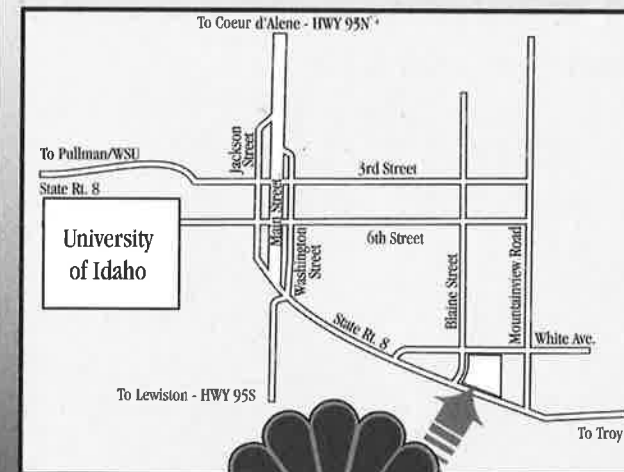 To Coeur d'Alene - HWY 95N
Jackson
Street
To Pullman/WSU
State Rt. 8
3rd Street
Main Street
University
of Idaho
6th Street
Washington
Street
Blaine Street
Mountainview Road
State Rt. 8
White Ave.
To Lewiston - HWY 95S
To Troy